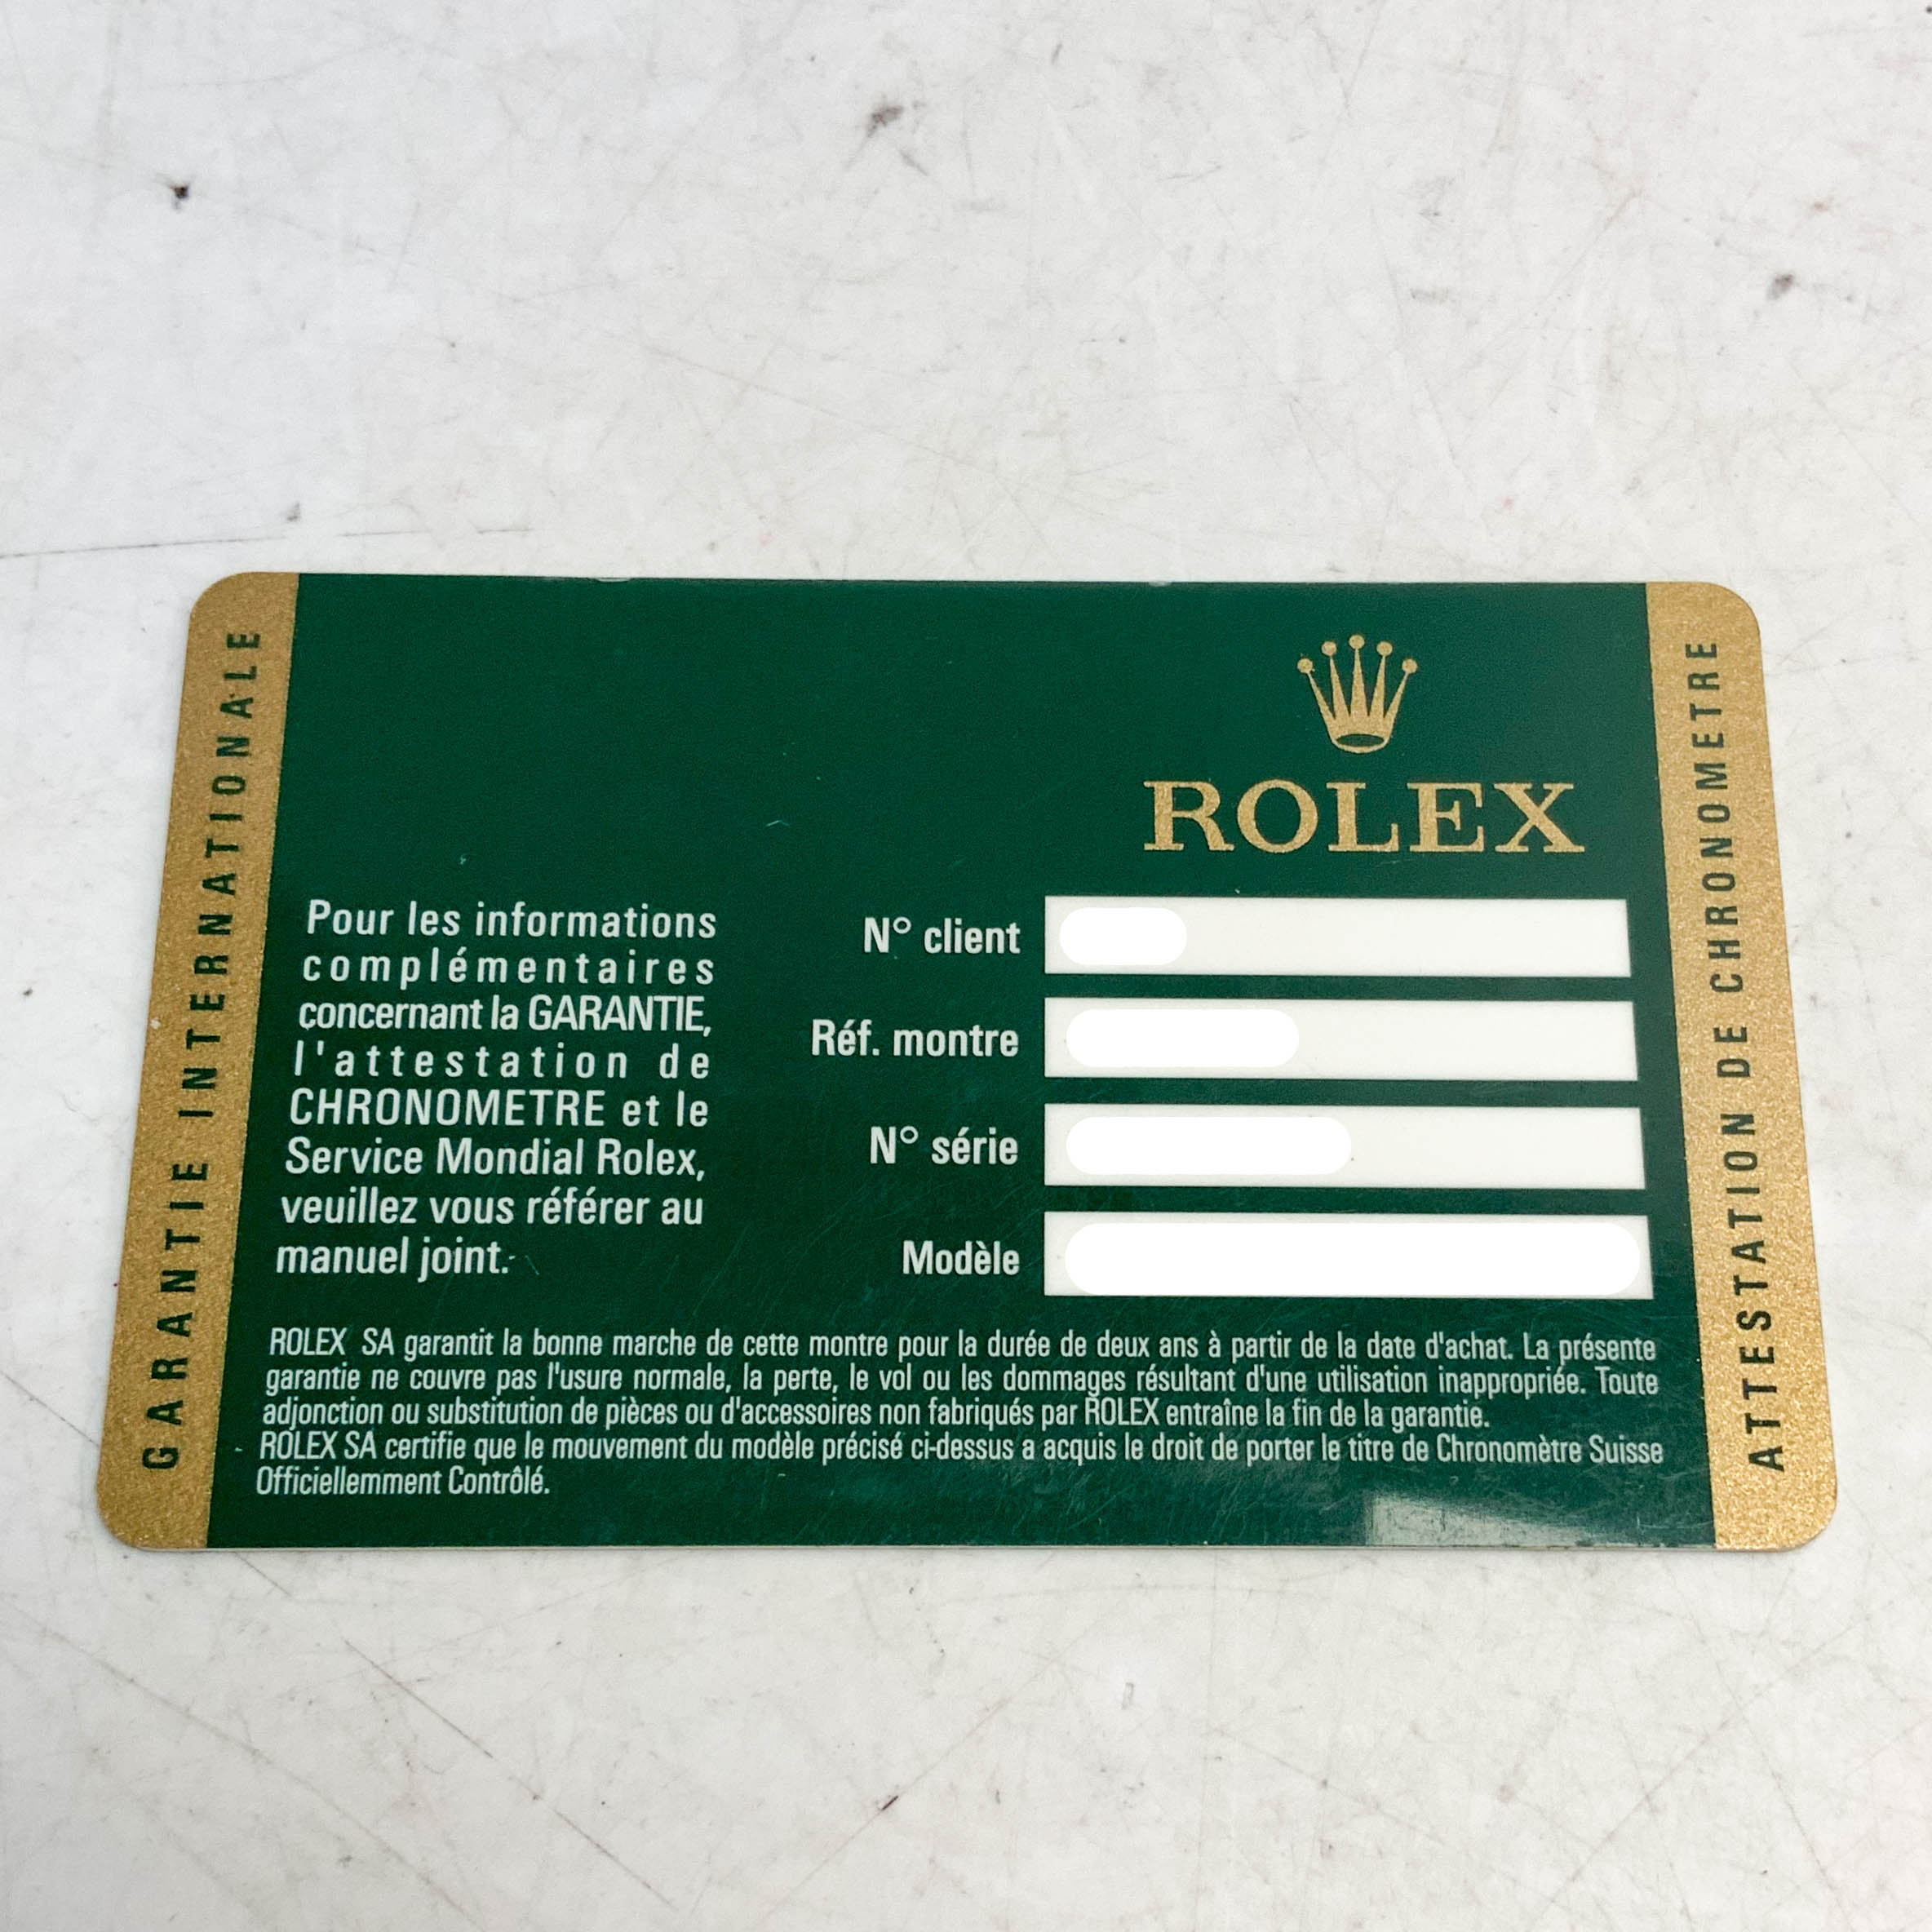 GARANTIE INTERNATIONALE
ROLEX
Pour les informations
complémentaires
concernant la GARANTIE,
l'attestation de
CHRONOMETRE et le
Service Mondial Rolex,
veuillez vous référer au
manuel joint.
N° client
Réf. montre
N° série
Modèle
ROLEX SA garantit la bonne marche de cette montre pour la durée de deux ans à partir de la date d'achat. La présente
garantie ne couvre pas l'usure normale, la perte, le vol ou les dommages résultant d'une utilisation inappropriée. Toute
adjonction ou substitution de pièces ou d'accessoires non fabriqués par ROLEX entraîne la fin de la garantie.
ROLEX SA certifie que le mouvement du modèle précisé ci-dessus a acquis le droit de porter le titre de Chronomètre Suisse
Officiellemment Contrôlé.
ATTESTATION DE CHRONOMETRE